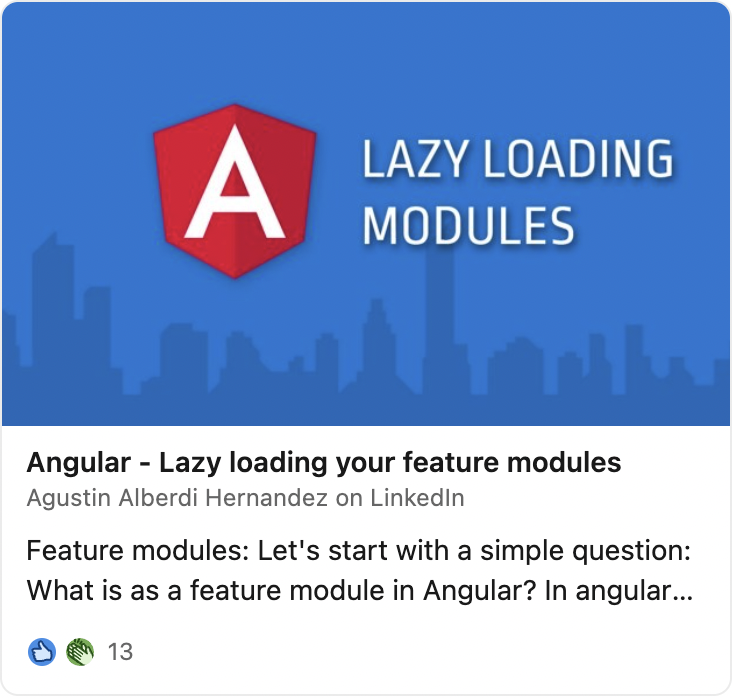 A
LAZY LOADING
MODULES
Angular - Lazy loading your feature modules
Agustin Alberdi Hernandez on LinkedIn
Feature modules: Let's start with a simple question:
What is as a feature module in Angular? In angular...
13